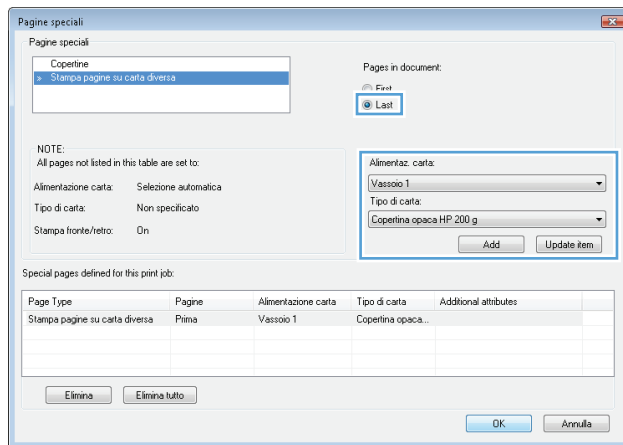 Pagine speciali
Pagine speciali
Copertine
» Stampa pagine su carta diversa
Pages in document:
First
Last
NOTE:
All pages not listed in this table are set to:
Alimentazione carta: Selezione automatica
Tipo di carta: Non specificato
Stampa fronte/retro: On
Alimentaz. carta:
Vassoio 1
Tipo di carta:
Copertina opaca HP 200 g
Add Update item
Special pages defined for this print job:
Page Type Pagine Alimentazione carta Tipo di carta Additional attributes
Stampa pagine su carta diversa Prima Vassoio 1 Copertina opaca...
Elimina Elimina tutto
OK Annulla